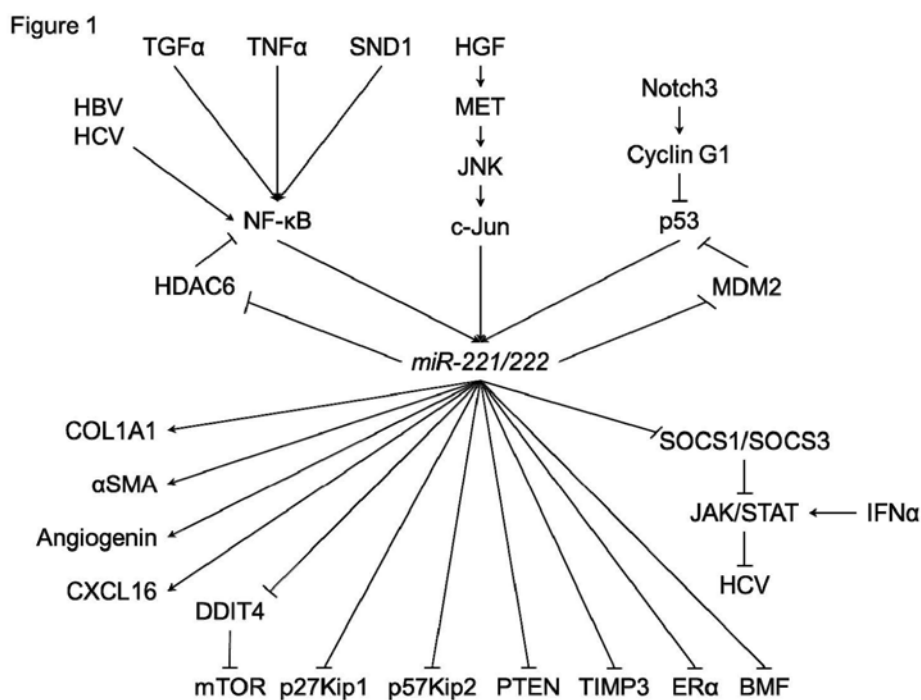 Figure 1
TGFα TNFα SND1 HGF
Notch3
HBV
HCV
MET
Cyclin G1
JNK
NF-κB c-Jun p53
HDAC6 MDM2
miR-221/222
COL1A1 SOCS1/SOCS3
αSMA
JAK/STAT IFNα
Angiogenin
CXCL16 HCV
DDIT4
mTOR p27Kip1 p57Kip2 PTEN TIMP3 ERα BMF